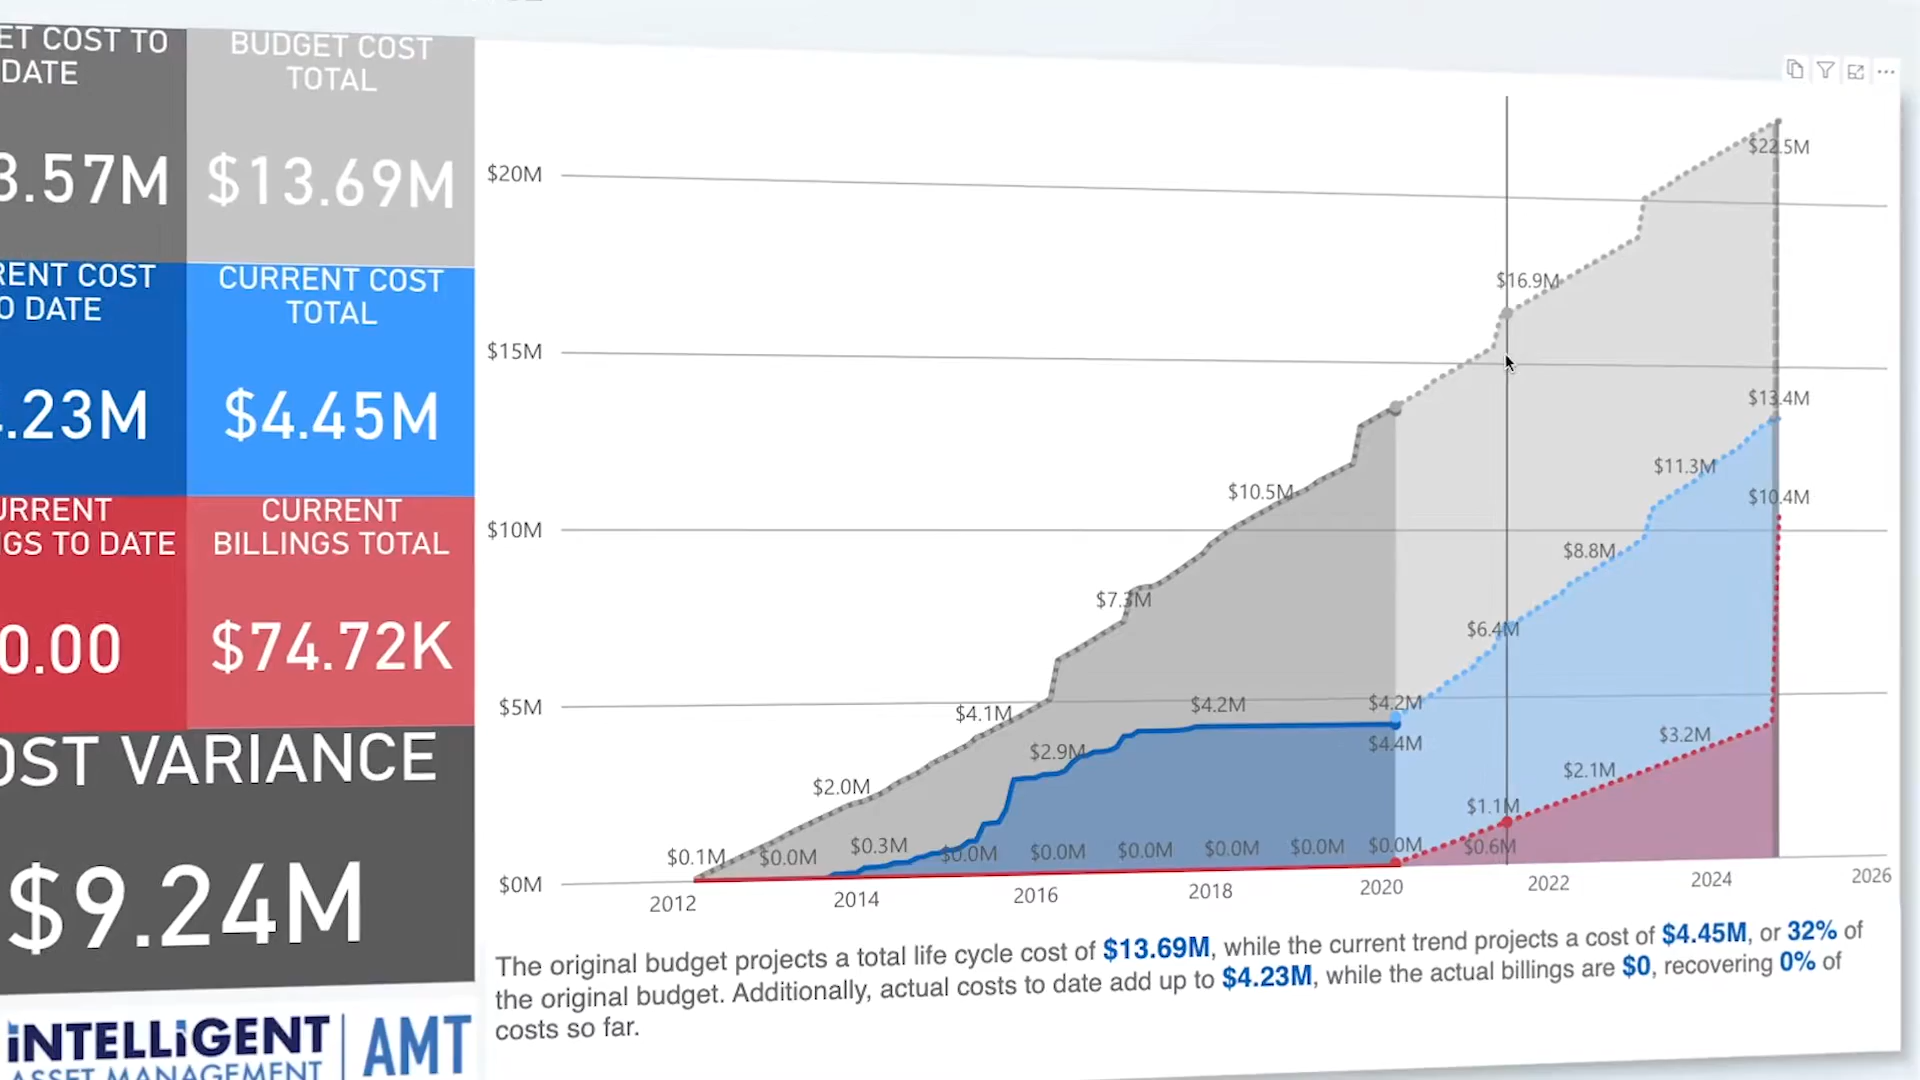 ET COST TO
DATE
3.57M
BUDGET COST
TOTAL
$13.69M
RENT COST
O DATE
.23M
CURRENT COST
TOTAL
$4.45M
URRENT
GS TO DATE
0.00
CURRENT
BILLINGS TOTAL
$74.72K
OST VARIANCE
$9.24M
iNTELLiGENT
ASSET MANAGEMENT
AMT
$20M
$15M
$10M
$5M
$0M
$22.5M
$16.9M
$13.4M
$11.3M
$10.4M
$10.5M
$8.8M
$7.3M
$6.4M
$4.1M
$4.2M
$4.2M
$4.4M
$2.9M
$3.2M
$2.0M
$2.1M
$1.1M
$0.1M
$0.0M
$0.3M
$0.0M
$0.0M
$0.0M
$0.0M
$0.0M
$0.0M
$0.6M
2012
2014
2016
2018
2020
2022
2024
2026
The original budget projects a total life cycle cost of $13.69M, while the current trend projects a cost of $4.45M, or 32% of
the original budget. Additionally, actual costs to date add up to $4.23M, while the actual billings are $0, recovering 0% of
costs so far.